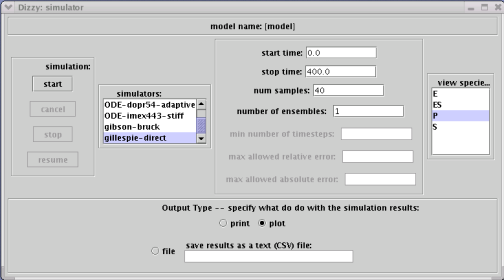 Dizzy: simulator
model name: [model]
simulation:
start
cancel
stop
resume
simulators:
ODE-dopr54-adaptive
ODE-imex443-stiff
gibson-bruck
gillespie-direct
start time: 0.0
stop time: 400.0
num samples: 40
number of ensembles: 1
min number of timesteps:
max allowed relative error:
max allowed absolute error:
view specie...
E
ES
P
S
Output Type -- specify what do do with the simulation results:
print plot
file save results as a text (CSV) file: